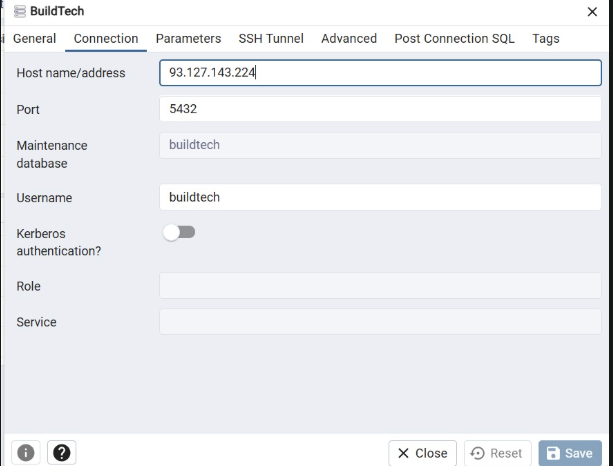 BuildTech
General Connection Parameters SSH Tunnel Advanced Post Connection SQL Tags
Host name/address 93.127.143.224
Port 5432
Maintenance database buildtech
Username buildtech
Kerberos authentication?
Role
Service
Close Reset Save